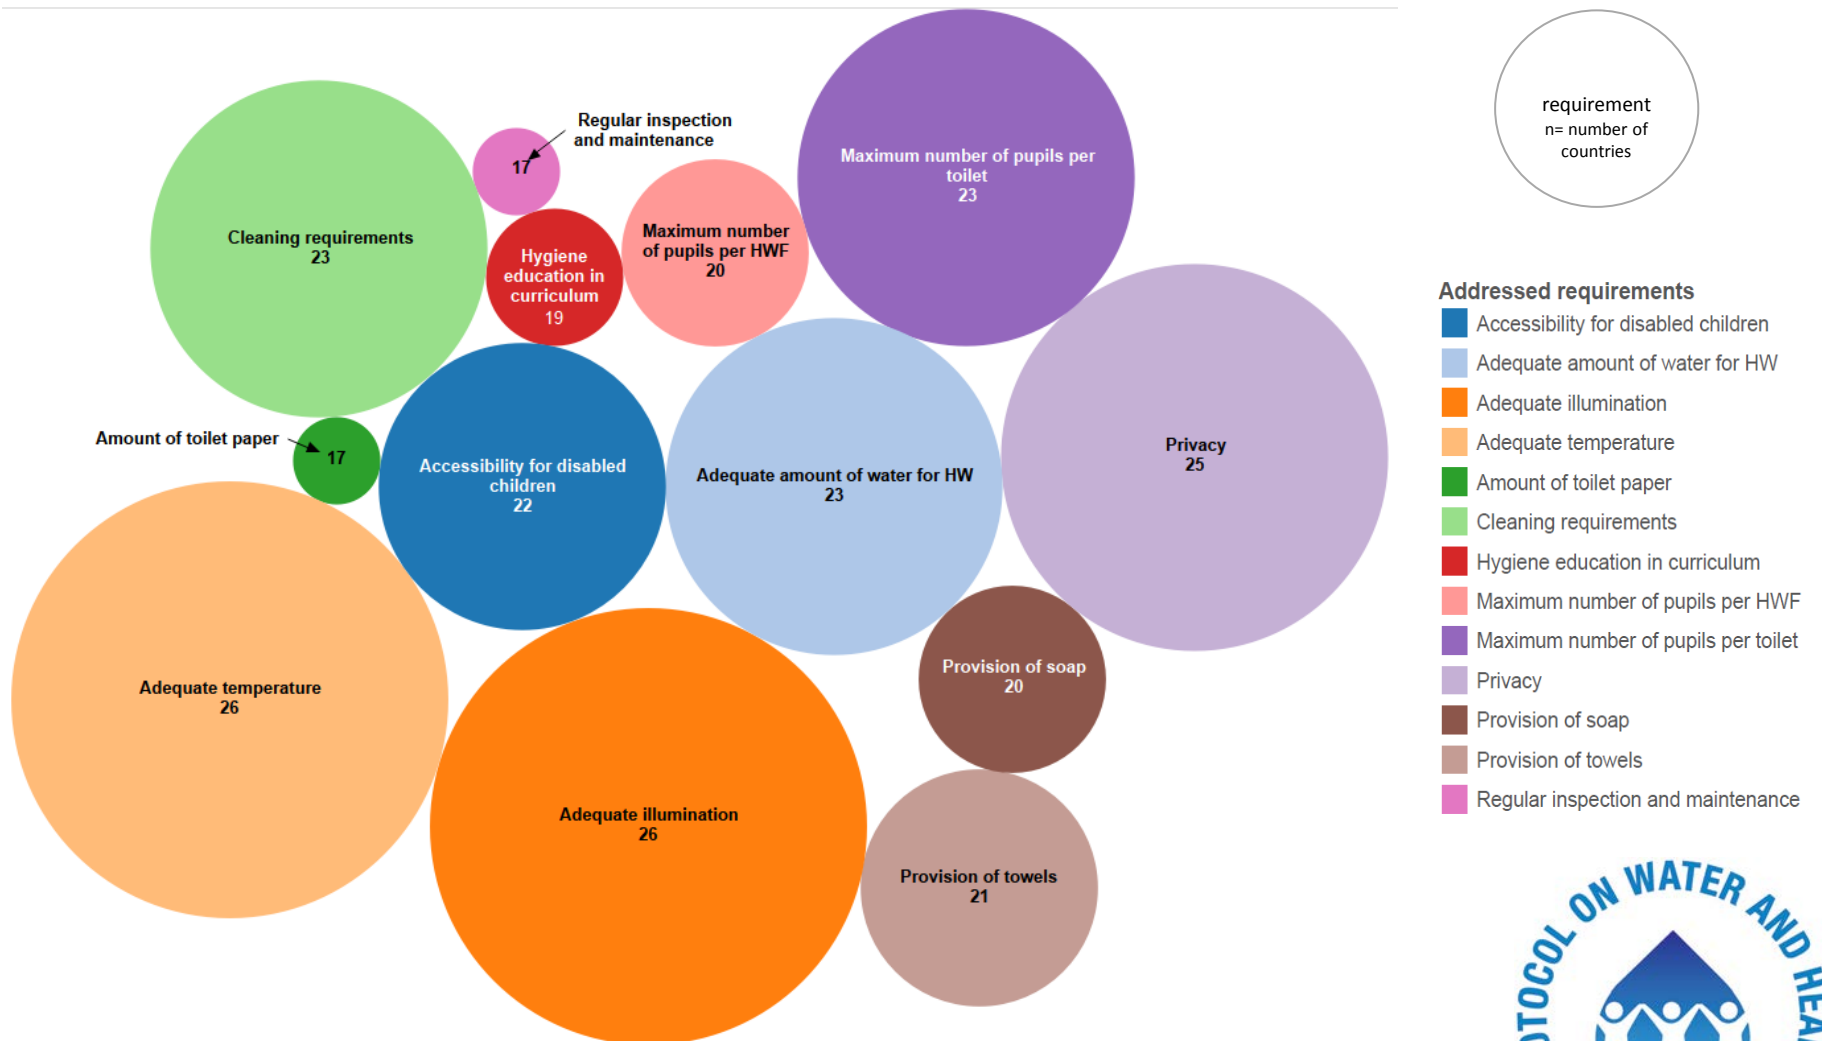 Regular inspection
and maintenance
17
Maximum number of pupils per
toilet
23
Cleaning requirements
23
Maximum number
of pupils per HWF
20
Hygiene
education in
curriculum
19
Amount of toilet paper
17
Accessibility for disabled
children
22
Adequate amount of water for HW
23
Privacy
25
Adequate temperature
26
Provision of soap
20
Adequate illumination
26
Provision of towels
21
requirement
n= number of
countries
Addressed requirements
Accessibility for disabled children
Adequate amount of water for HW
Adequate illumination
Adequate temperature
Amount of toilet paper
Cleaning requirements
Hygiene education in curriculum
Maximum number of pupils per HWF
Maximum number of pupils per toilet
Privacy
Provision of soap
Provision of towels
Regular inspection and maintenance
OTOCOL ON WATER AND HEA